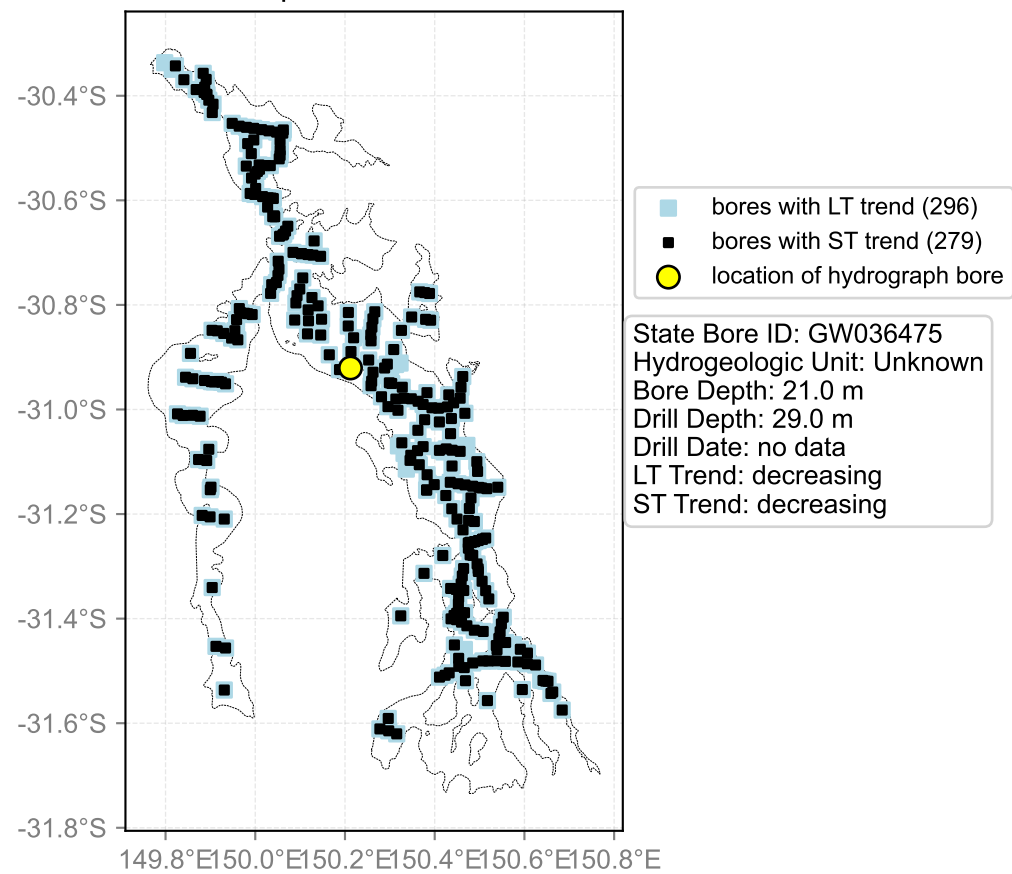 -30.4°S
-30.6°S
-30.8°S
-31.0°S
-31.2°S
-31.4°S
-31.6°S
-31.8°S
149.8°E150.0°E150.2°E150.4°E150.6°E150.8°E
bores with LT trend (296)
bores with ST trend (279)
location of hydrograph bore
State Bore ID: GW036475
Hydrogeologic Unit: Unknown
Bore Depth: 21.0 m
Drill Depth: 29.0 m
Drill Date: no data
LT Trend: decreasing
ST Trend: decreasing